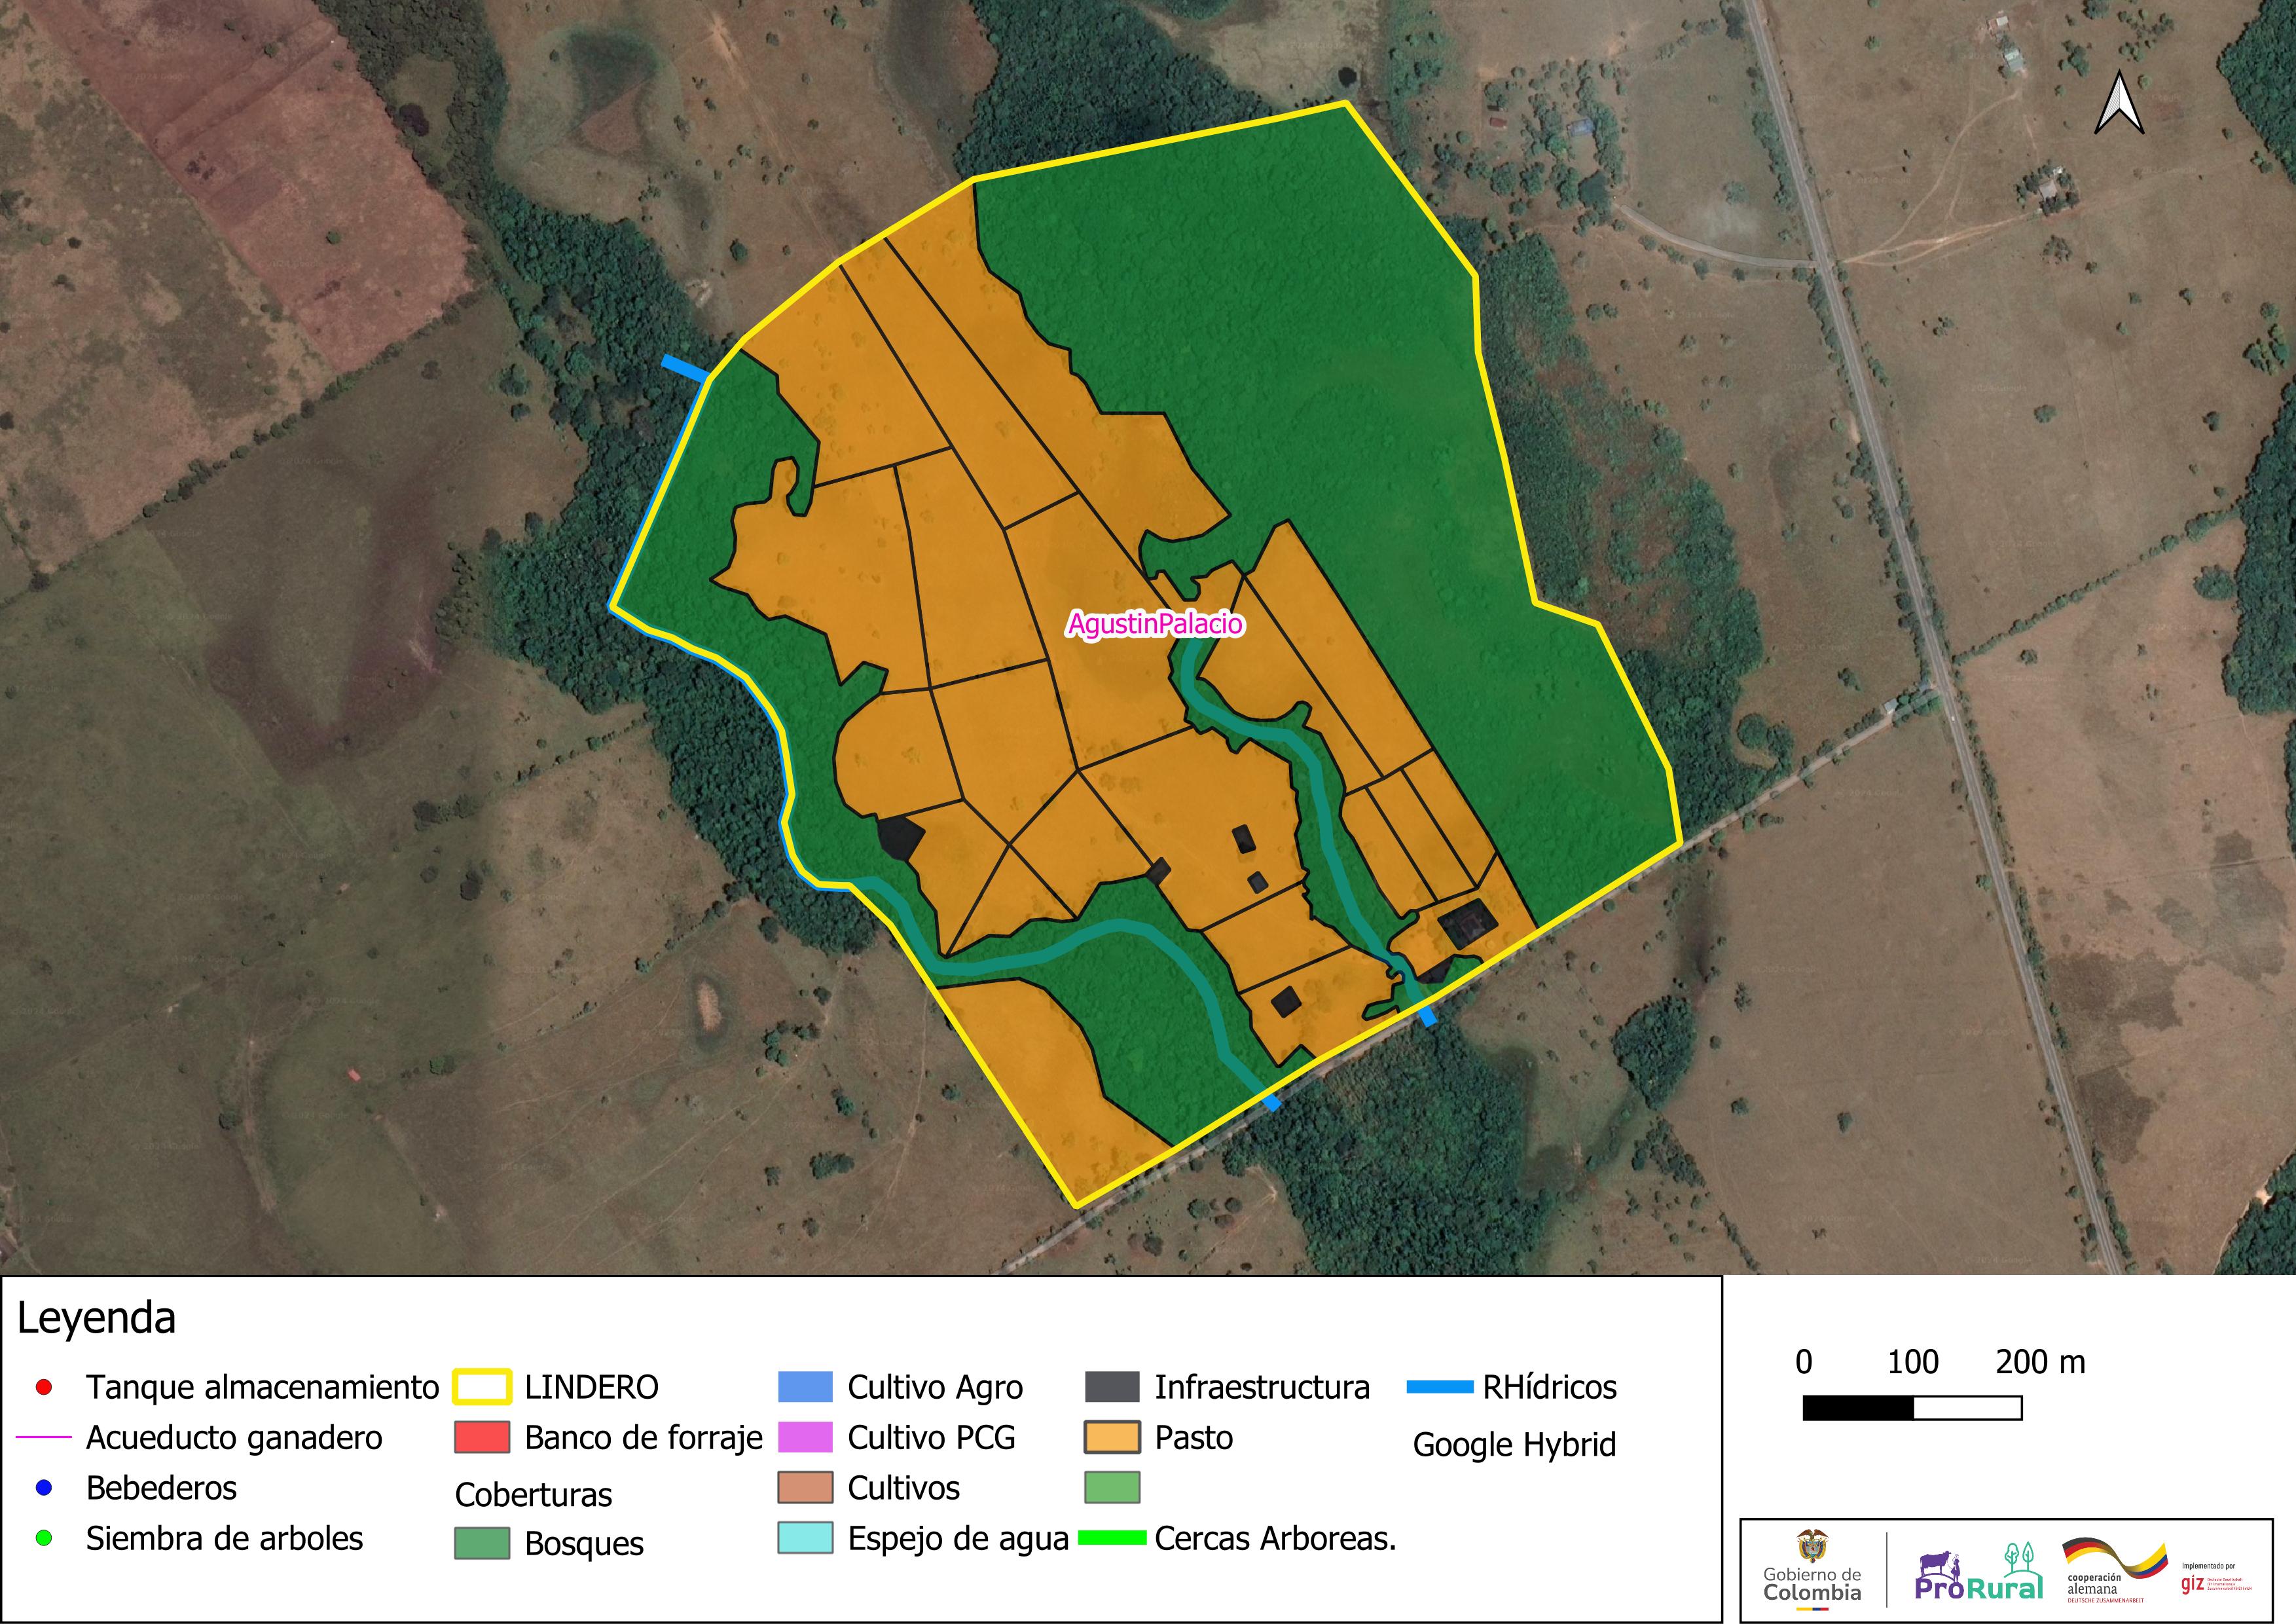 AgustinPalacio
Leyenda
Tanque almacenamiento
Acueducto ganadero
Bebederos
Siembra de arboles
LINDERO
Banco de forraje
Coberturas
Bosques
Cultivo Agro
Cultivo PCG
Cultivos
Espejo de agua
Infraestructura
Pasto
Cercas Arboreas.
RHídricos
Google Hybrid
0 100 200 m
Gobierno de
Colombia
ProRural
cooperación
alemana
DEUTSCHE ZUSAMMENARBEIT
Implementado por
giz